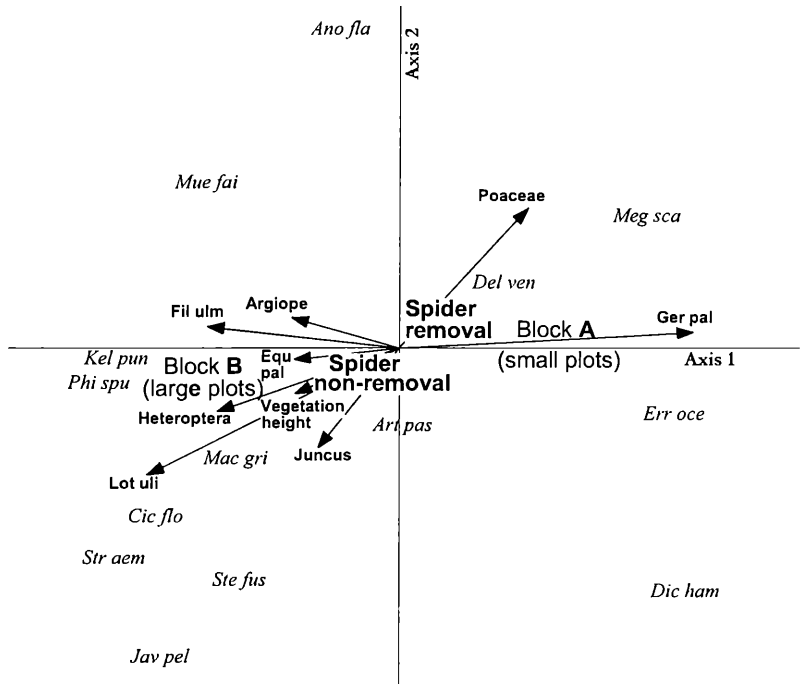 Ano fla
Axis 2
Mue fai
Poaceae
Meg sca
Del ven
Fil ulm
Argiope
Spider
removal
Block A
(small plots)
Ger pal
Axis 1
Kel pun
Phi spu
Block B
(large plots)
Equ
pal
Spider
non-removal
Heteroptera
Vegetation
height
Art pas
Err oce
Mac gri
Juncus
Lot uli
Cic flo
Str aem
Ste fus
Dic ham
Jav pel